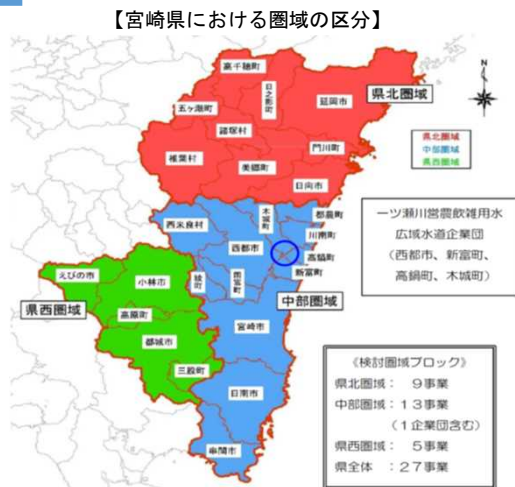 【宮崎県における圏域の区分】
N
高千穂町
日之影町
延岡市
県北圏域
五ヶ瀬町
諸塚村
門川町
椎葉村
美郷町
日向市
県北圏域
中部圏域
県西圏域
西米良村
木城町
都農町
川南町
西都市
高鍋町
新富町
一ツ瀬川営農飲雑用水
広域水道企業団
（西都市、新富町、
高鍋町、木城町）
えびの市
小林市
綾町
国富町
中部圏域
県西圏域
高原町
宮崎市
都城市
三股町
日南市
串間市
《検討圏域ブロック》
県北圏域： ９事業
中部圏域：１３事業
（１企業団含む）
県西圏域： ５事業
県全体：２７事業